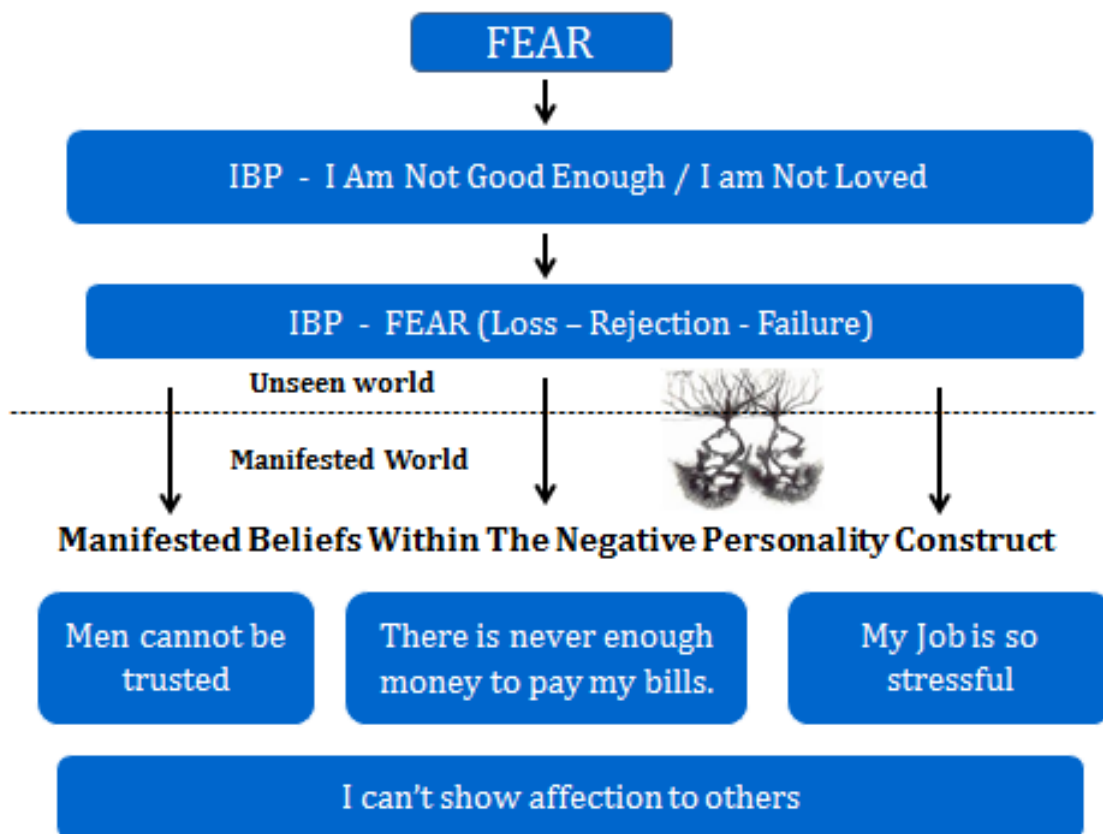 FEAR
IBP - I Am Not Good Enough / I am Not Loved
IBP - FEAR (Loss – Rejection - Failure)
Unseen world
Manifested World
Manifested Beliefs Within The Negative Personality Construct
Men cannot be
trusted
There is never enough
money to pay my bills.
My Job is so
stressful
I can’t show affection to others